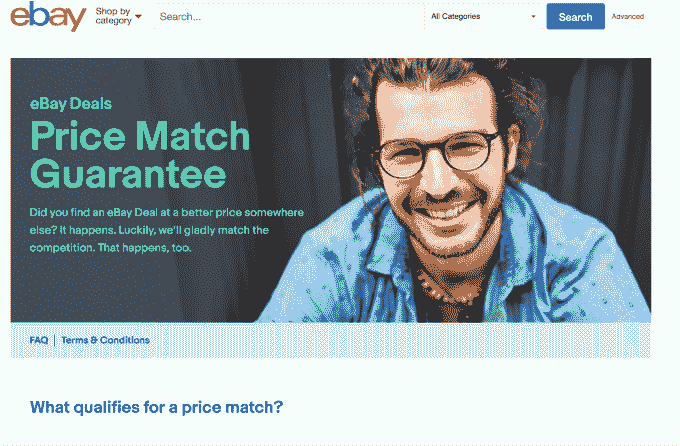 ebay
Shop by
category
Search...
All Categories
Search
Advanced
eBay Deals
Price Match
Guarantee
Did you find an eBay Deal at a better price somewhere
else? It happens. Luckily, we'll gladly match the
competition. That happens, too.
FAQ | Terms & Conditions
What qualifies for a price match?